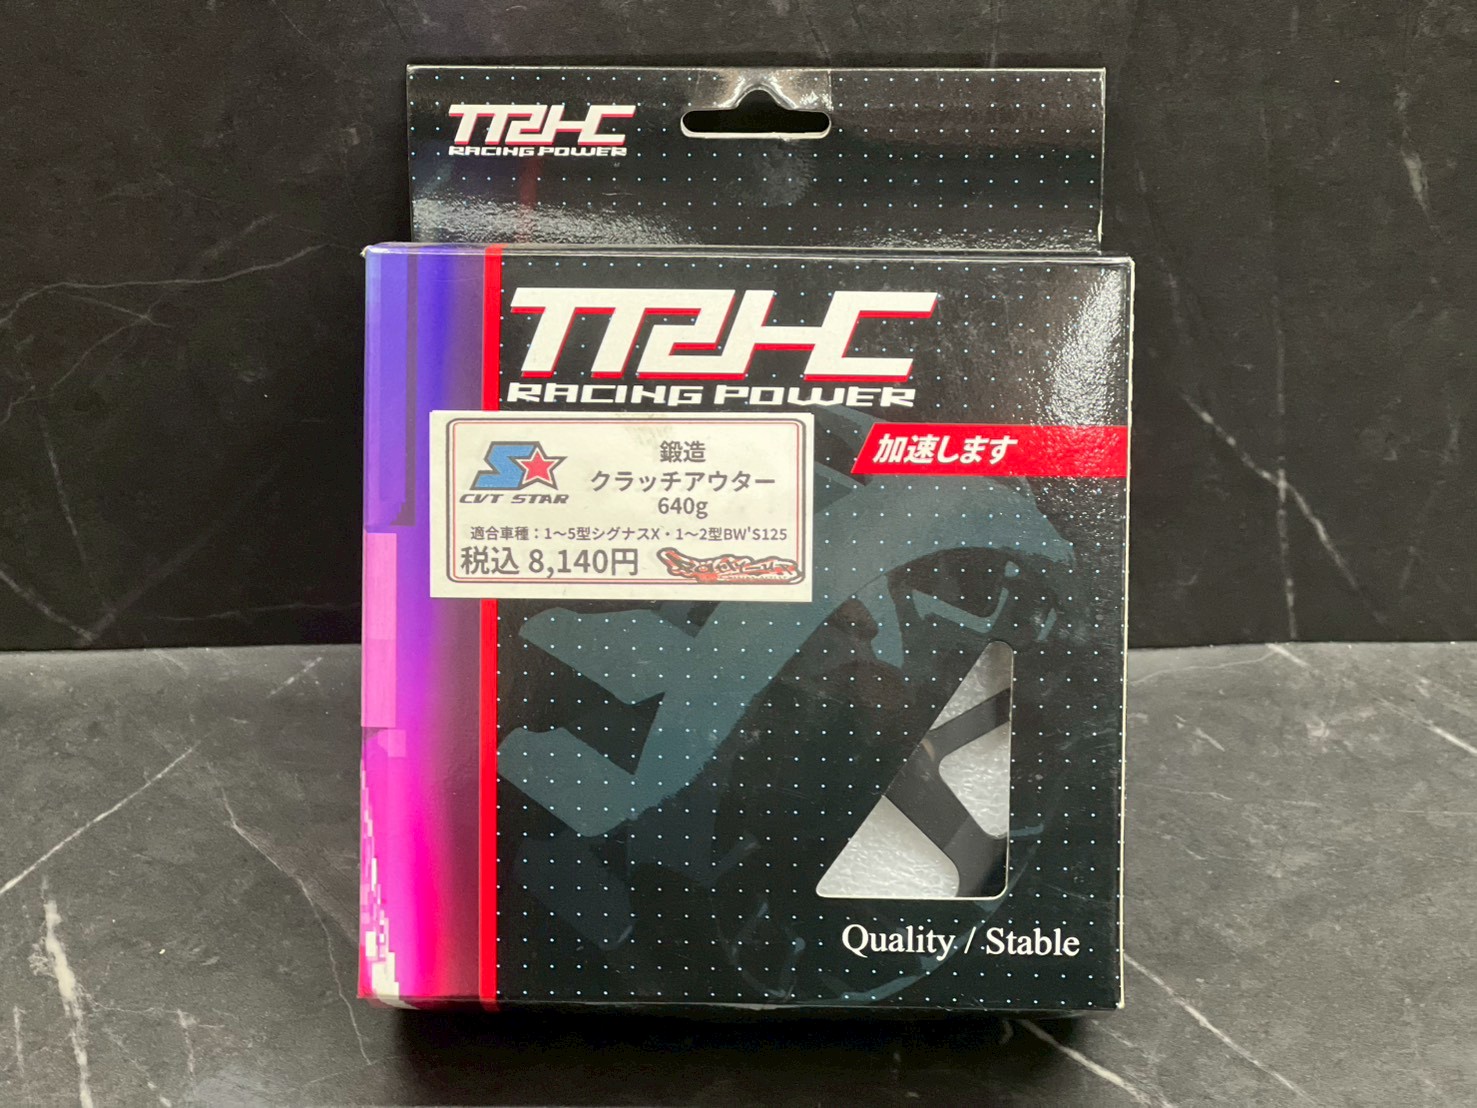 TTRHC
RACING POWER
TTRHC
RACING POWER
加速します
鍛造
クラッチアウター
640g
CVT STAR
適合車種：1～5型シグナスX・1～2型BW'S125
税込 8,140円
Quality / Stable